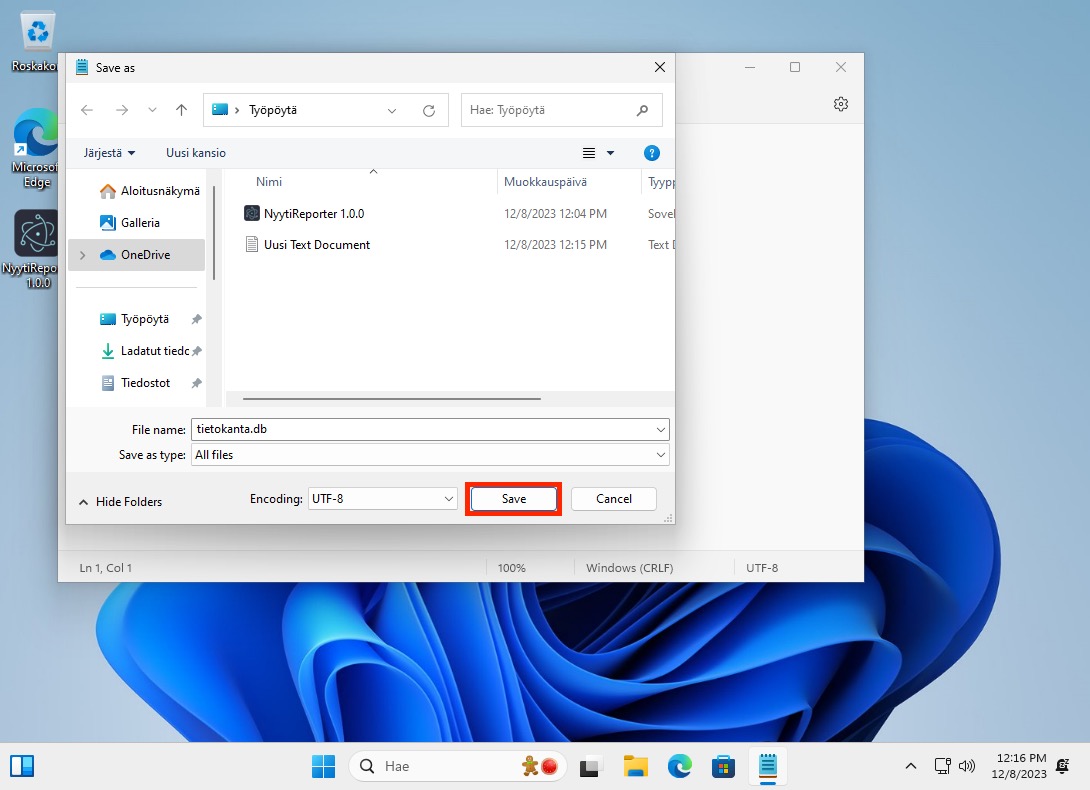 Roskako
Microsof
Edge
NyytiRepo
1.0.0
Save as
Työpöytä
Hae: Työpöytä
Järjestä
Uusi kansio
?
Aloitusnäkymä
Galleria
OneDrive
Työpöytä
Ladatut tiedc
Tiedostot
Nimi
Muokkauspäivä
Tyypp
NyytiReporter 1.0.0
12/8/2023 12:04 PM
Sovel
Uusi Text Document
12/8/2023 12:15 PM
Text D
File name:
tietokanta.db
Save as type:
All files
Hide Folders
Encoding:
UTF-8
Save
Cancel
Ln 1, Col 1
100%
Windows (CRLF)
UTF-8
Hae
12:16 PM
12/8/2023